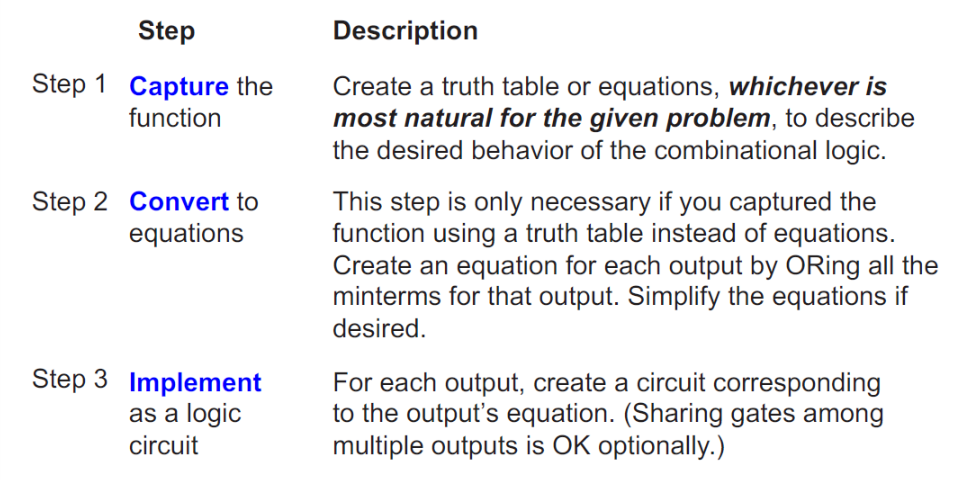 Step Description
Step 1 Capture the Create a truth table or equations, whichever is
function most natural for the given problem, to describe
the desired behavior of the combinational logic.
Step 2 Convert to This step is only necessary if you captured the
equations function using a truth table instead of equations.
Create an equation for each output by ORing all the
minterms for that output. Simplify the equations if
desired.
Step 3 Implement For each output, create a circuit corresponding
as a logic to the output's equation. (Sharing gates among
circuit multiple outputs is OK optionally.)